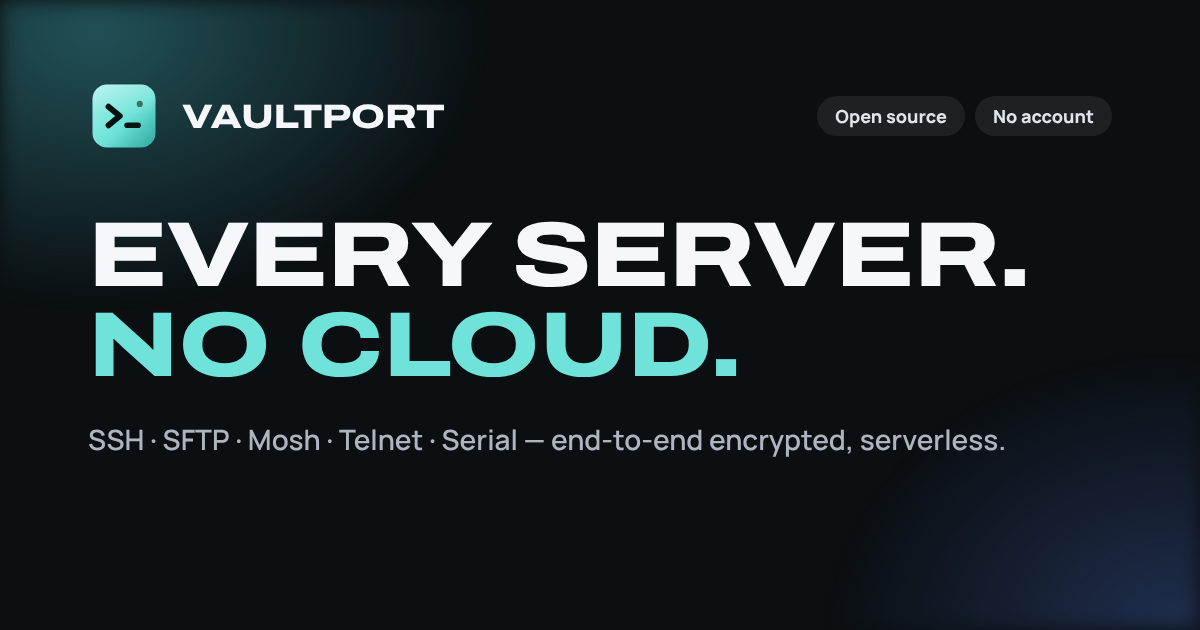 VAULTPORT
Open source
No account
EVERY SERVER.
NO CLOUD.
SSH · SFTP · Mosh · Telnet · Serial — end-to-end encrypted, serverless.